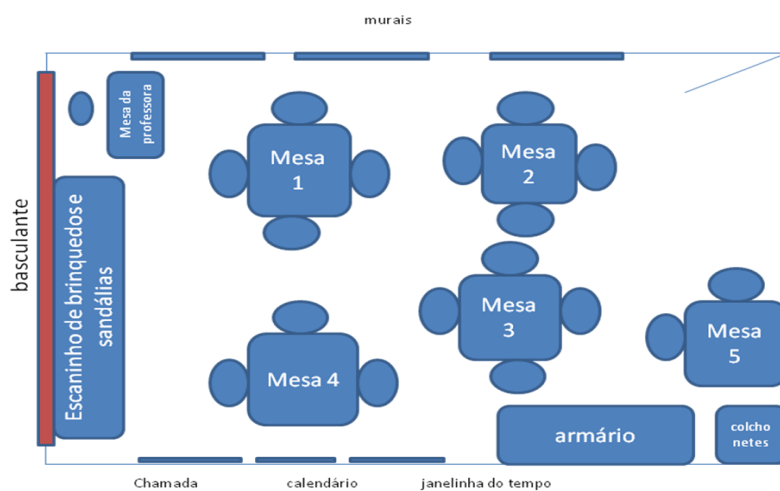 murais
Mesa da
professora
Mesa
1
Mesa
2
basculante
Escaninho de brinquedos e
sandálias
Mesa
3
Mesa 4
Mesa
5
armário
colcho
netes
Chamada
calendário
janelinha do tempo